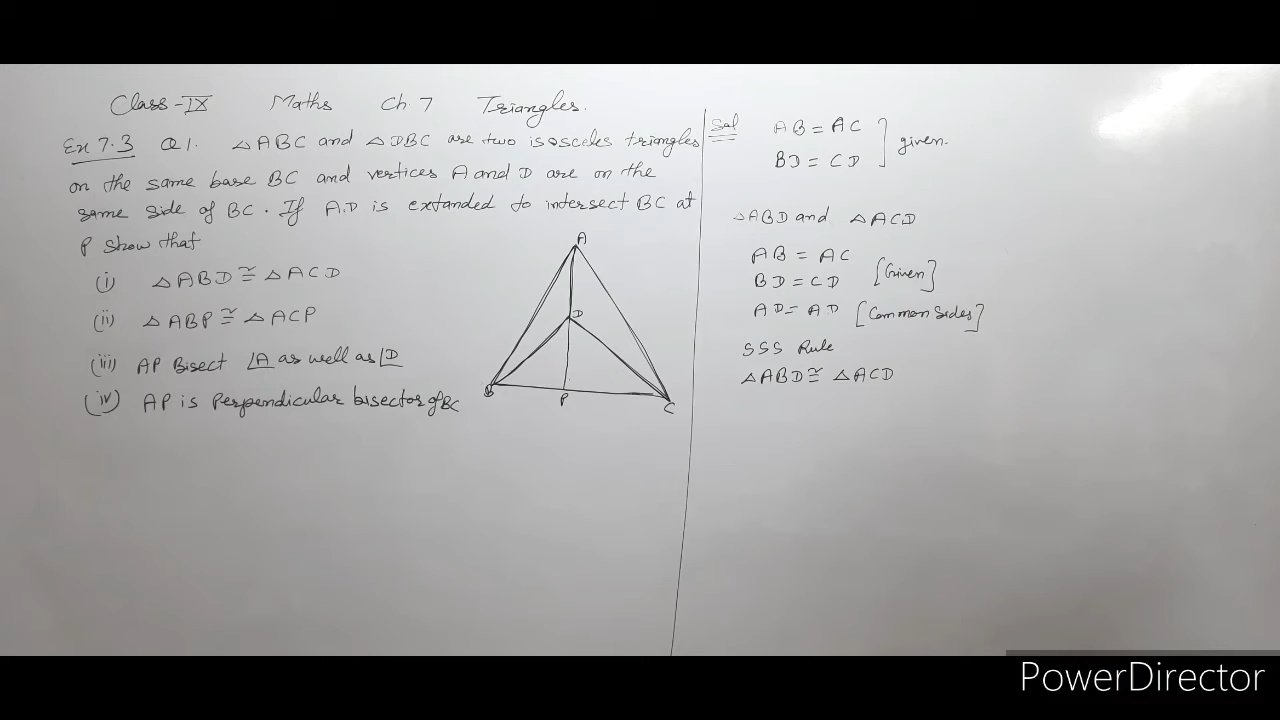 Class-IX Maths Ch. 7 Triangles.
Ex 7.3 Q1. △ABC and △DBC are two isosceles triangles
on the same base BC and vertices A and D are on the
same side of BC. If A.D is extanded to intersect BC at
P show that
(i) △ABD ≅ △ACD
(ii) △ABP ≅ △ACP
(iii) AP Bisect ∠A as well as ∠D
(iv) AP is Perpendicular bisector of BC
A
D
B
P
C
Sol
AB = AC
BD = CD ] given.
△ABD and △ACD
AB = AC
BD = CD [Given]
AD = AD [Common Sides]
SSS Rule
△ABD ≅ △ACD
PowerDirector